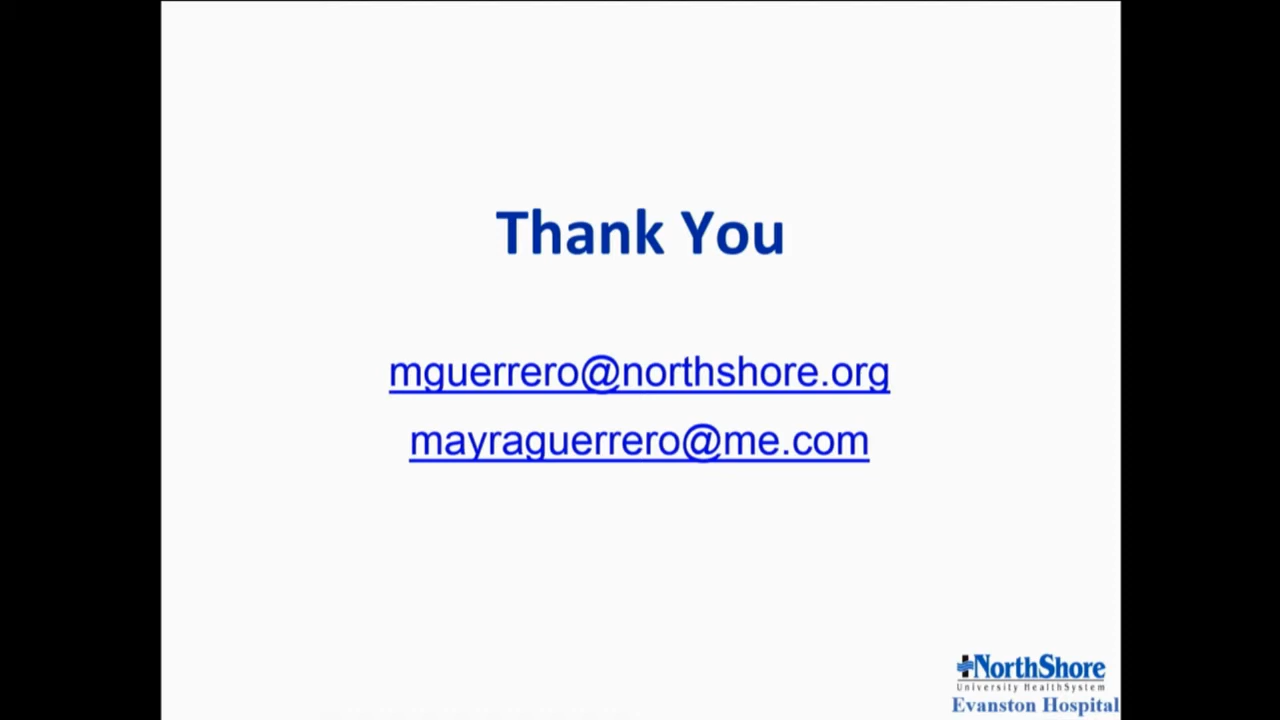 Thank You
mguerrero@northshore.org
mayraguerrero@me.com
NorthShore
University HealthSystem
Evanston Hospital